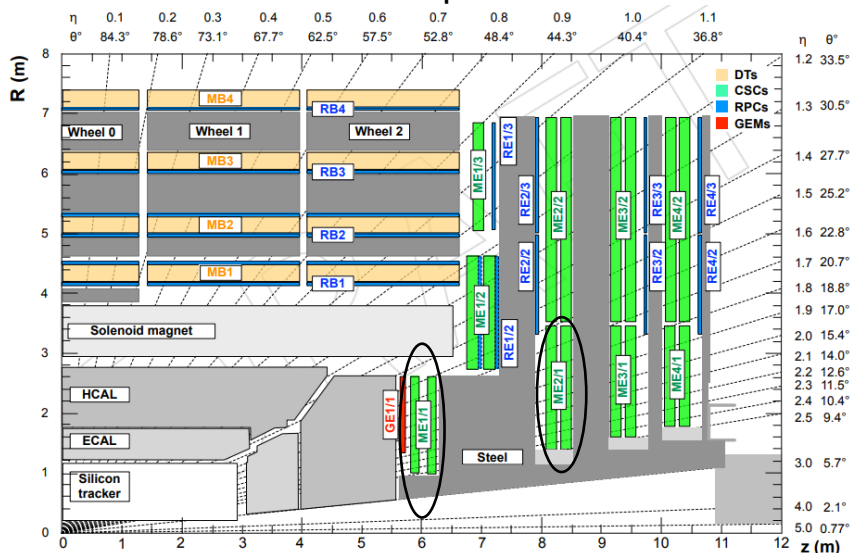 η 0.1 0.2 0.3 0.4 0.5 0.6 0.7 0.8 0.9 1.0 1.1
θ° 84.3° 78.6° 73.1° 67.7° 62.5° 57.5° 52.8° 48.4° 44.3° 40.4° 36.8° η θ°
R (m)
8
7
6
5
4
3
2
1
0
1.2 33.5°
1.3 30.5°
1.4 27.7°
1.5 25.2°
1.6 22.8°
1.7 20.7°
1.8 18.8°
1.9 17.0°
2.0 15.4°
2.1 14.0°
2.2 12.6°
2.3 11.5°
2.4 10.4°
2.5 9.4°
3.0 5.7°
4.0 2.1°
5.0 0.77°
DTs
CSCs
RPCs
GEMs
MB4
RB4
Wheel 0 Wheel 1 Wheel 2
MB3
RB3
MB2
RB2
MB1
RB1
Solenoid magnet
HCAL
ECAL
Silicon
tracker
Steel
GE1/1
ME1/1
ME1/2
ME1/3
RE1/3
RE1/2
RE2/3
RE2/2
ME2/2
ME2/1
ME3/2
ME3/1
RE3/3
RE3/2
ME4/2
ME4/1
RE4/3
RE4/2
0 1 2 3 4 5 6 7 8 9 10 11 12
z (m)